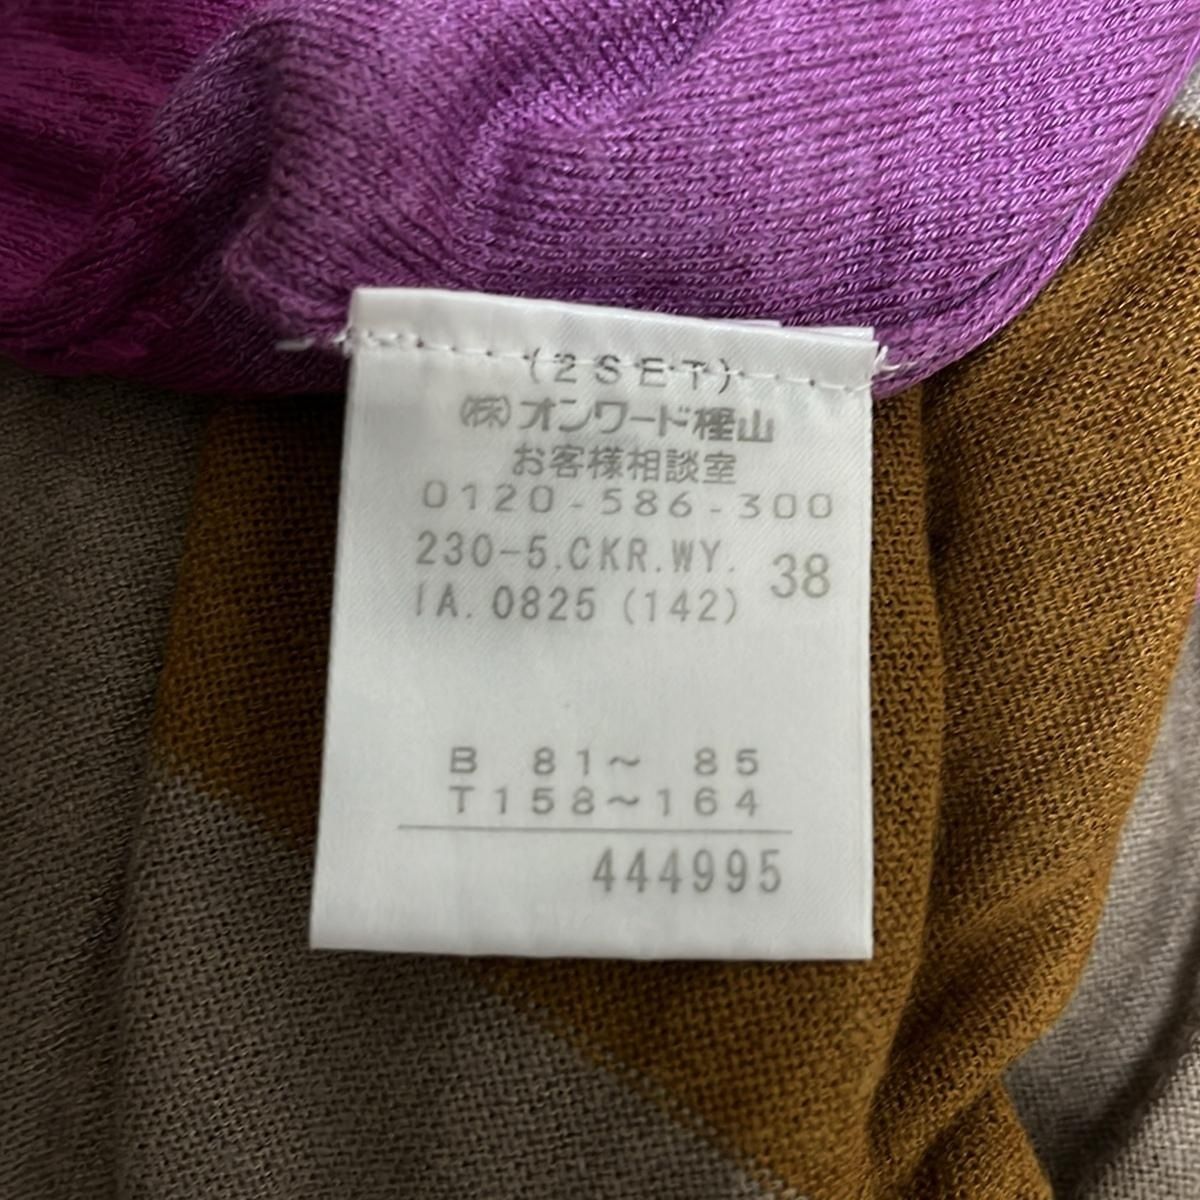 (2SET)
(株)オンワード樫山
お客様相談室
0120-586-300
230-5.CKR.WY. 38
IA.0825 (142)
B 81～ 85
T158～164
444995